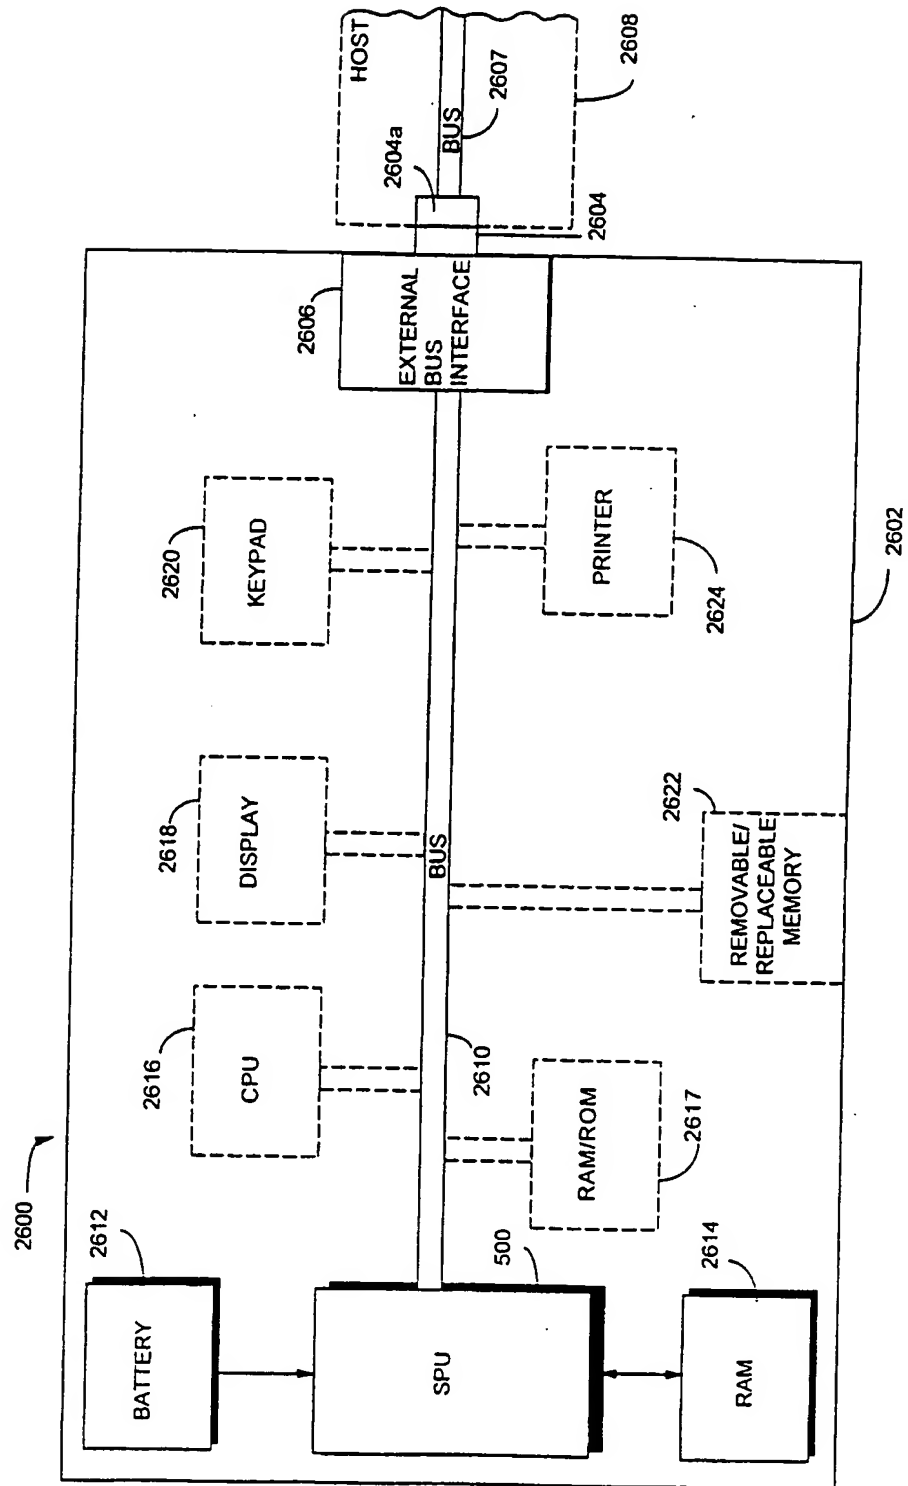 2600
2612
BATTERY
SPU
500
2614
RAM
2616
CPU
2610
RAM/ROM
2617
2618
DISPLAY
BUS
2622
REMOVABLE/
REPLACEABLE
MEMORY
2620
KEYPAD
PRINTER
2624
2602
2606
EXTERNAL
BUS
INTERFACE
2604a
2604
HOST
BUS
2607
2608